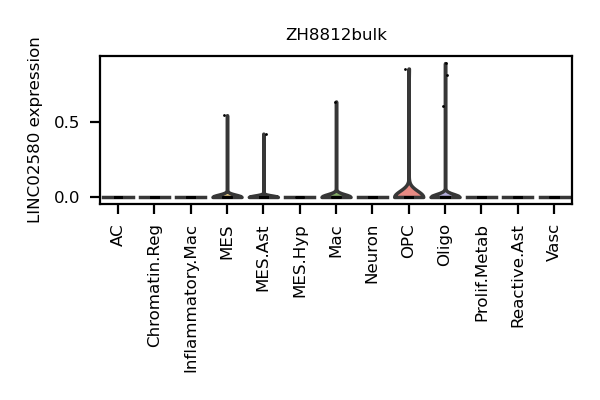 ZH8812bulk
LINC02580 expression
0.5
0.0
AC
Chromatin.Reg
Inflammatory.Mac
MES
MES.Ast
MES.Hyp
Mac
Neuron
OPC
Oligo
Prolif.Metab
Reactive.Ast
Vasc